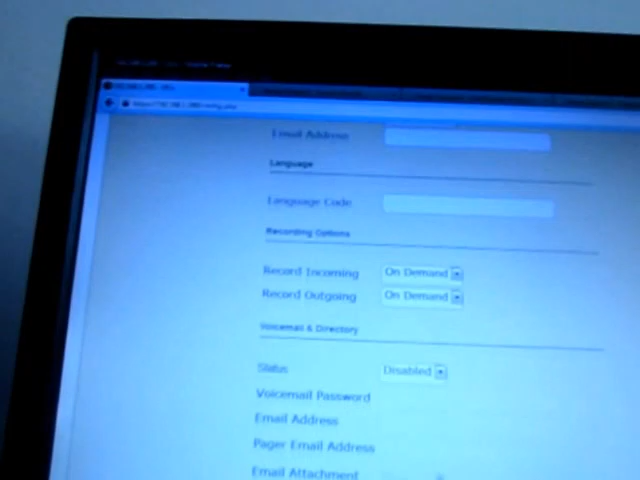 Email Address
Language
Language Code
Recording Options
Record Incoming On Demand
Record Outgoing On Demand
Voicemail & Directory
Status Disabled
Voicemail Password
Email Address
Pager Email Address
Email Attachment